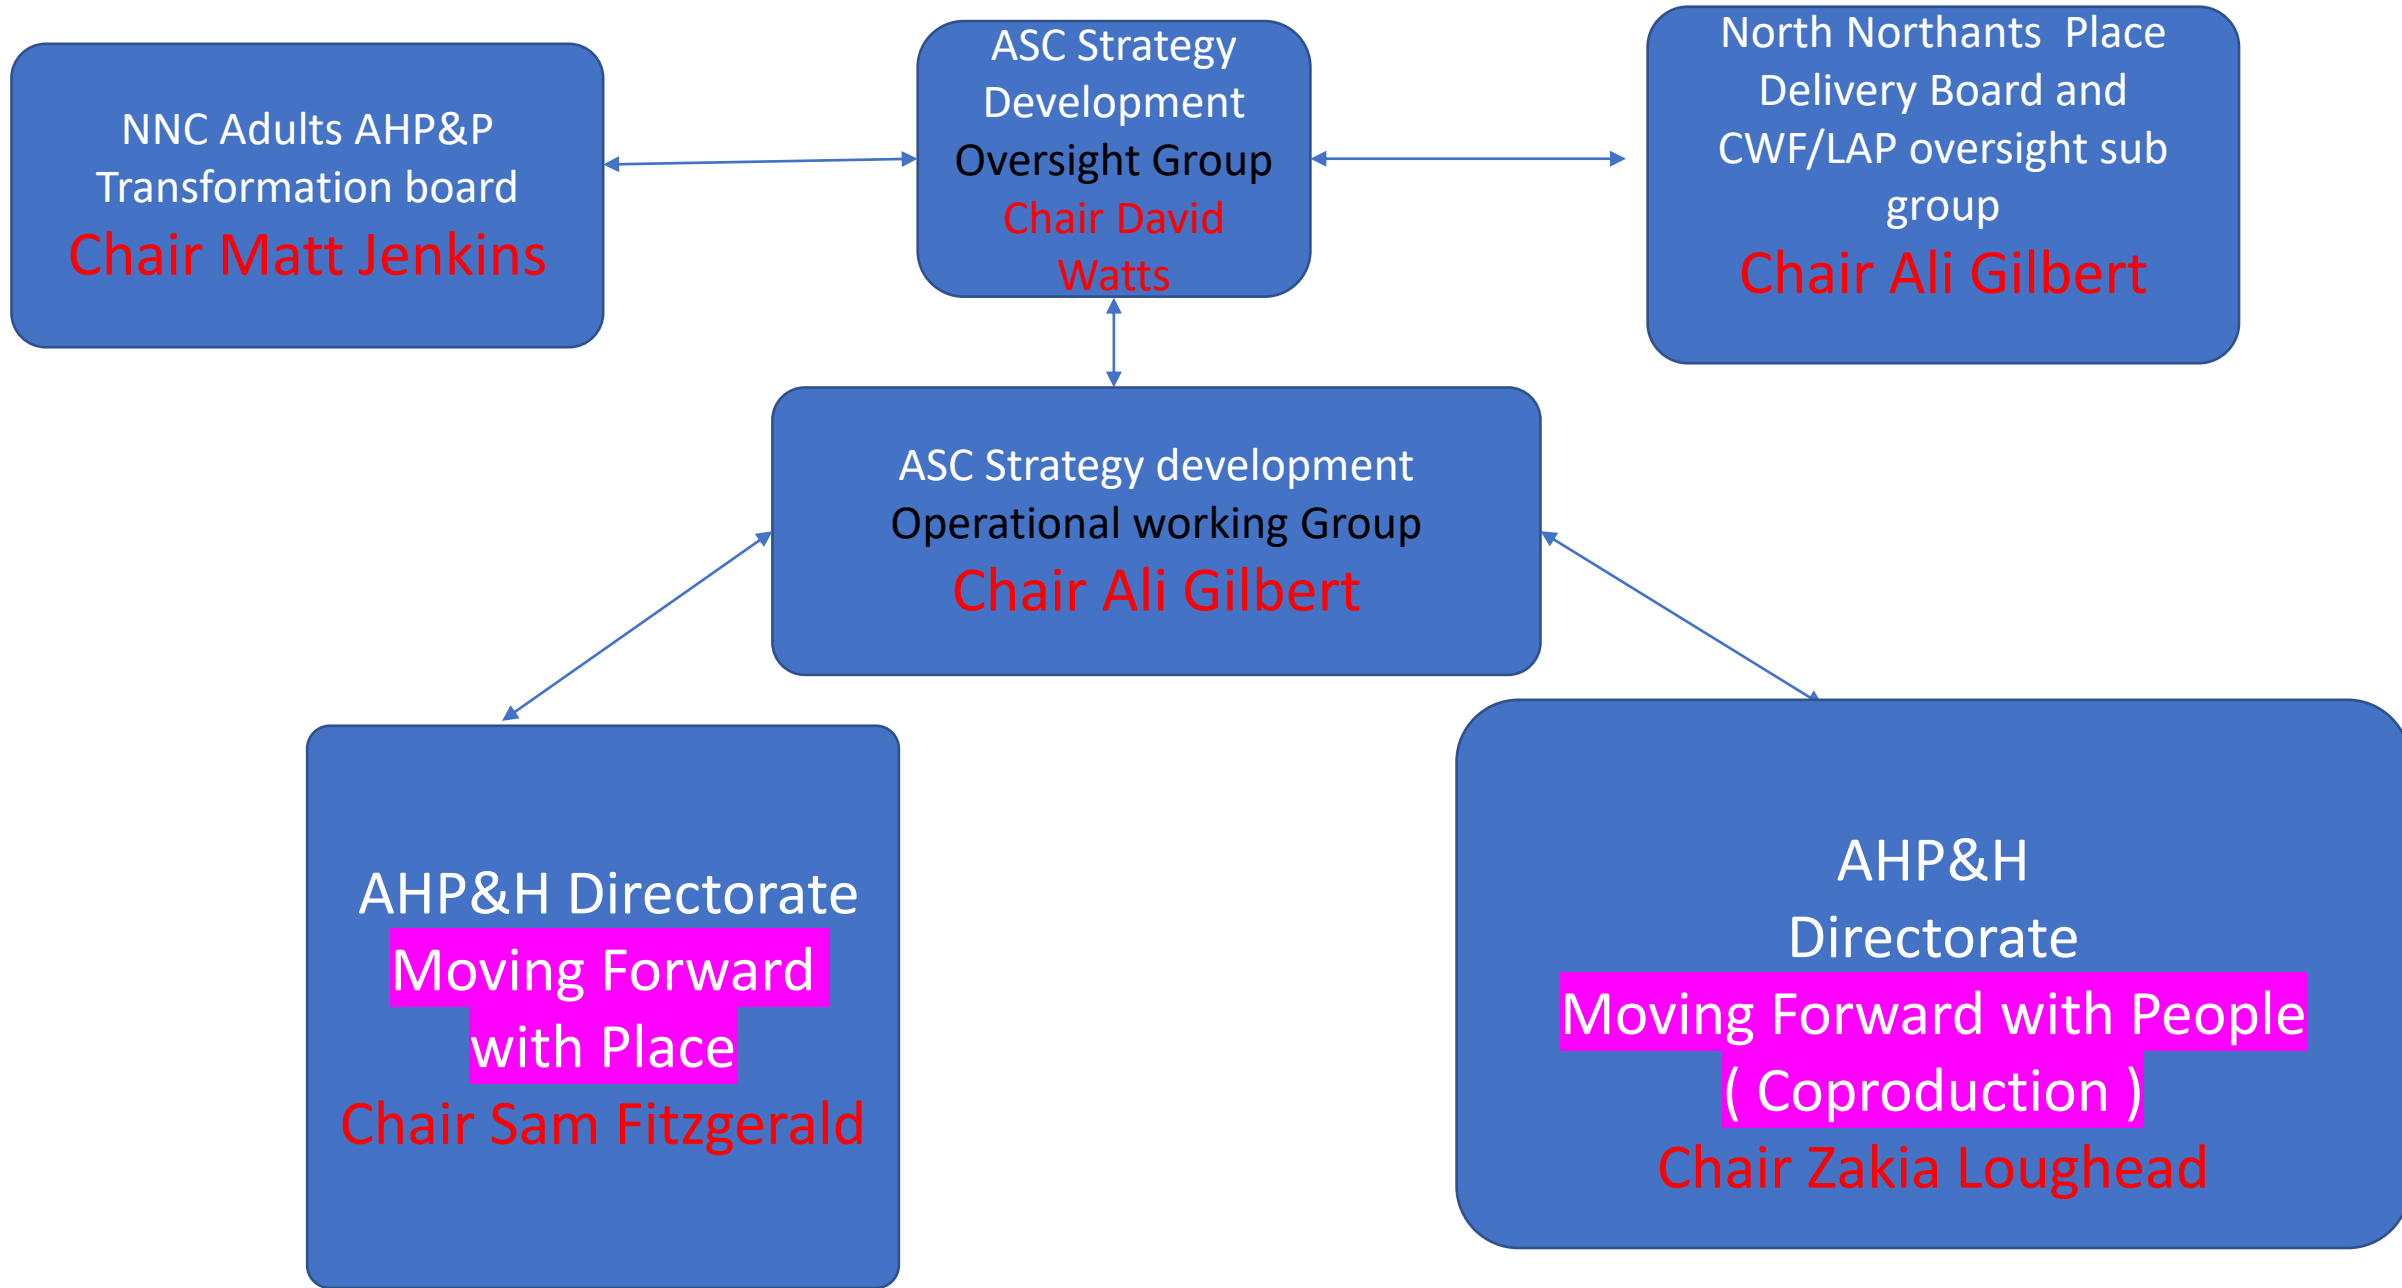 NNC Adults AHP&P
Transformation board
Chair Matt Jenkins
ASC Strategy
Development
Oversight Group
Chair David
Watts
North Northants  Place
Delivery Board and
CWF/LAP oversight sub
group
Chair Ali Gilbert
ASC Strategy development
Operational working Group
Chair Ali Gilbert
AHP&H Directorate
Moving Forward
with Place
Chair Sam Fitzgerald
AHP&H
Directorate
Moving Forward with People
( Coproduction )
Chair Zakia Loughead